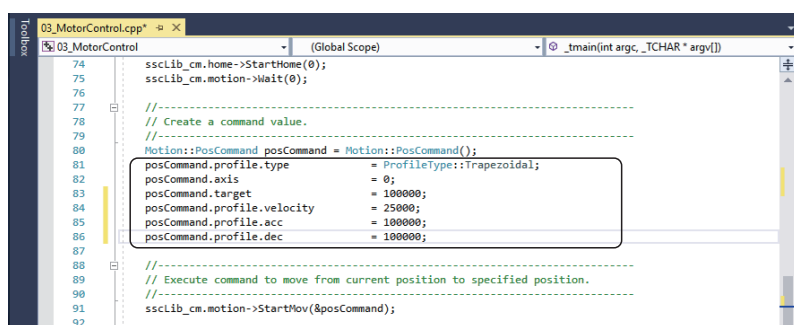 Toolbox
03_MotorControl.cpp*
03_MotorControl (Global Scope) _tmain(int argc, _TCHAR * argv[])
74 sscLib_cm.home->StartHome(0);
75 sscLib_cm.motion->Wait(0);
76
77 //----------------------------------------------------------------------
78 // Create a command value.
79 //----------------------------------------------------------------------
80 Motion::PosCommand posCommand = Motion::PosCommand();
81 posCommand.profile.type = ProfileType::Trapezoidal;
82 posCommand.axis = 0;
83 posCommand.target = 100000;
84 posCommand.profile.velocity = 25000;
85 posCommand.profile.acc = 100000;
86 posCommand.profile.dec = 100000;
87
88 //----------------------------------------------------------------------
89 // Execute command to move from current position to specified position.
90 //----------------------------------------------------------------------
91 sscLib_cm.motion->StartMov(&posCommand);
92